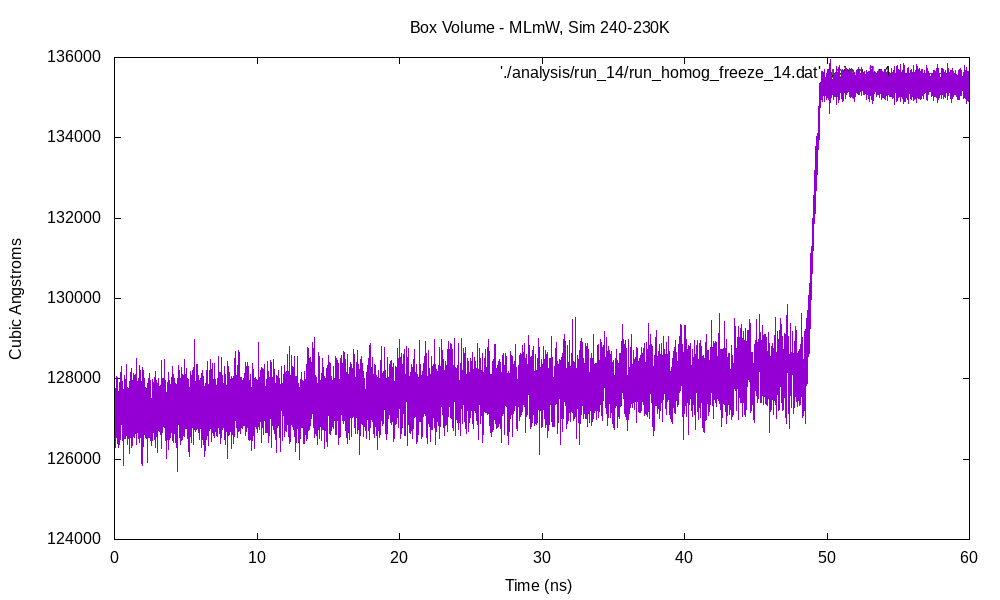 Box Volume - MLmW, Sim 240-230K
'./analysis/run_14/run_homog_freeze_14.dat'
136000
134000
132000
130000
128000
126000
124000
Cubic Angstroms
0 10 20 30 40 50 60
Time (ns)